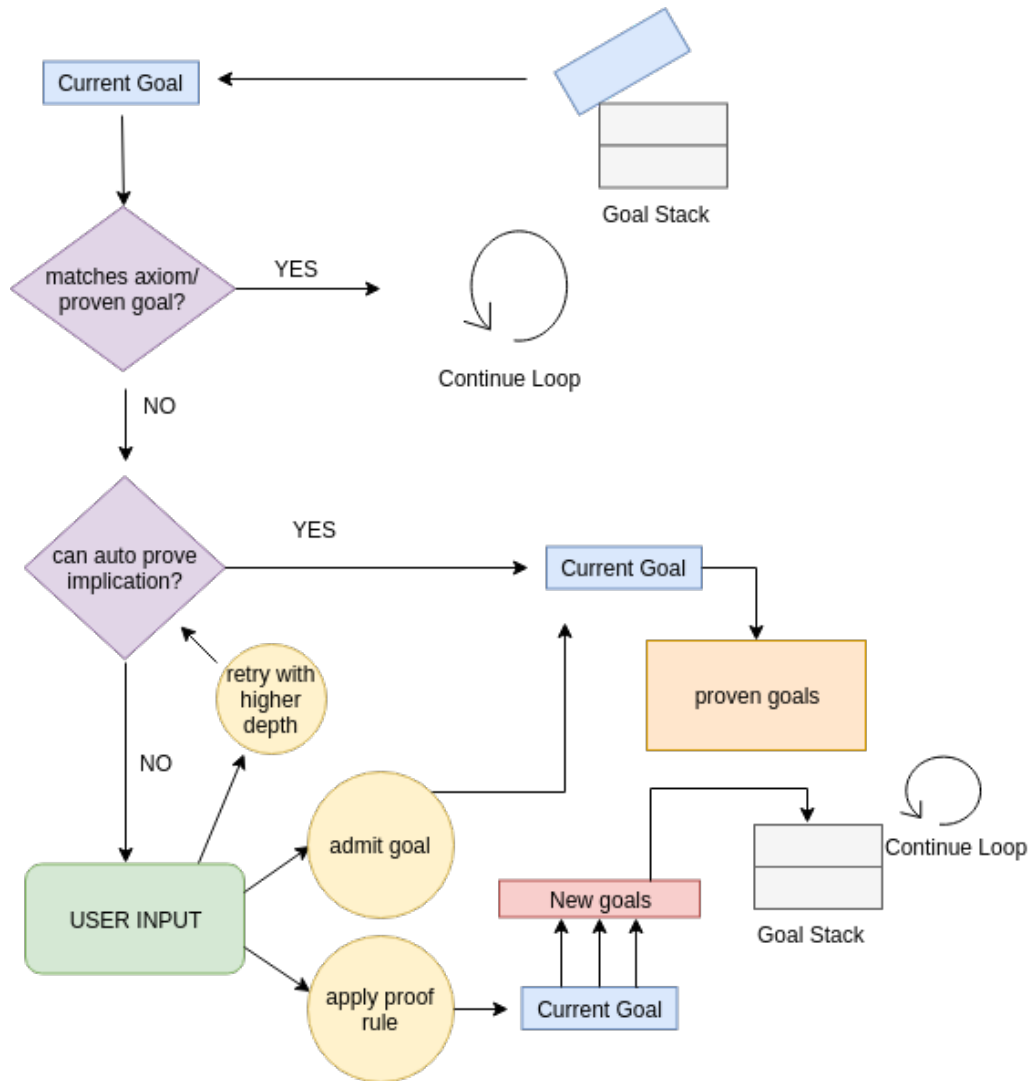 Current Goal
Goal Stack
matches axiom/
proven goal?
YES
Continue Loop
NO
can auto prove
implication?
YES
Current Goal
retry with
higher
depth
proven goals
NO
admit goal
Continue Loop
USER INPUT
New goals
Goal Stack
apply proof
rule
Current Goal